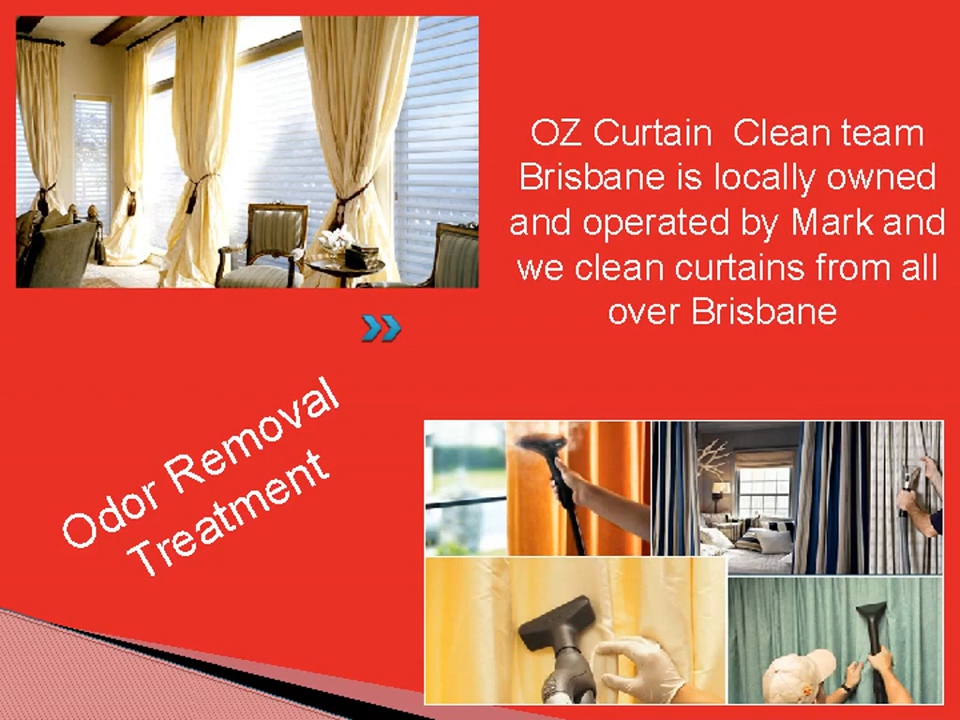 OZ Curtain  Clean team
Brisbane is locally owned
and operated by Mark and
we clean curtains from all
over Brisbane
Odor Removal
Treatment